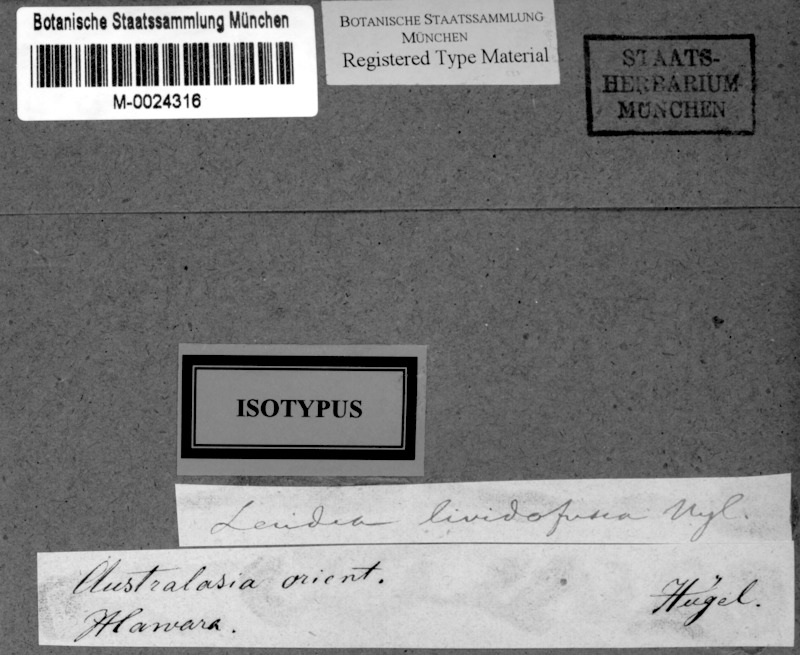 Botanische Staatssammlung München
M-0024316
BOTANISCHE STAATSSAMMLUNG
MÜNCHEN
Registered Type Material
STAATS-
HERBARIUM
MÜNCHEN
ISOTYPUS
Lecidea lividofusca Nyl.
Australasia orient.
Illawara.
Hügel.